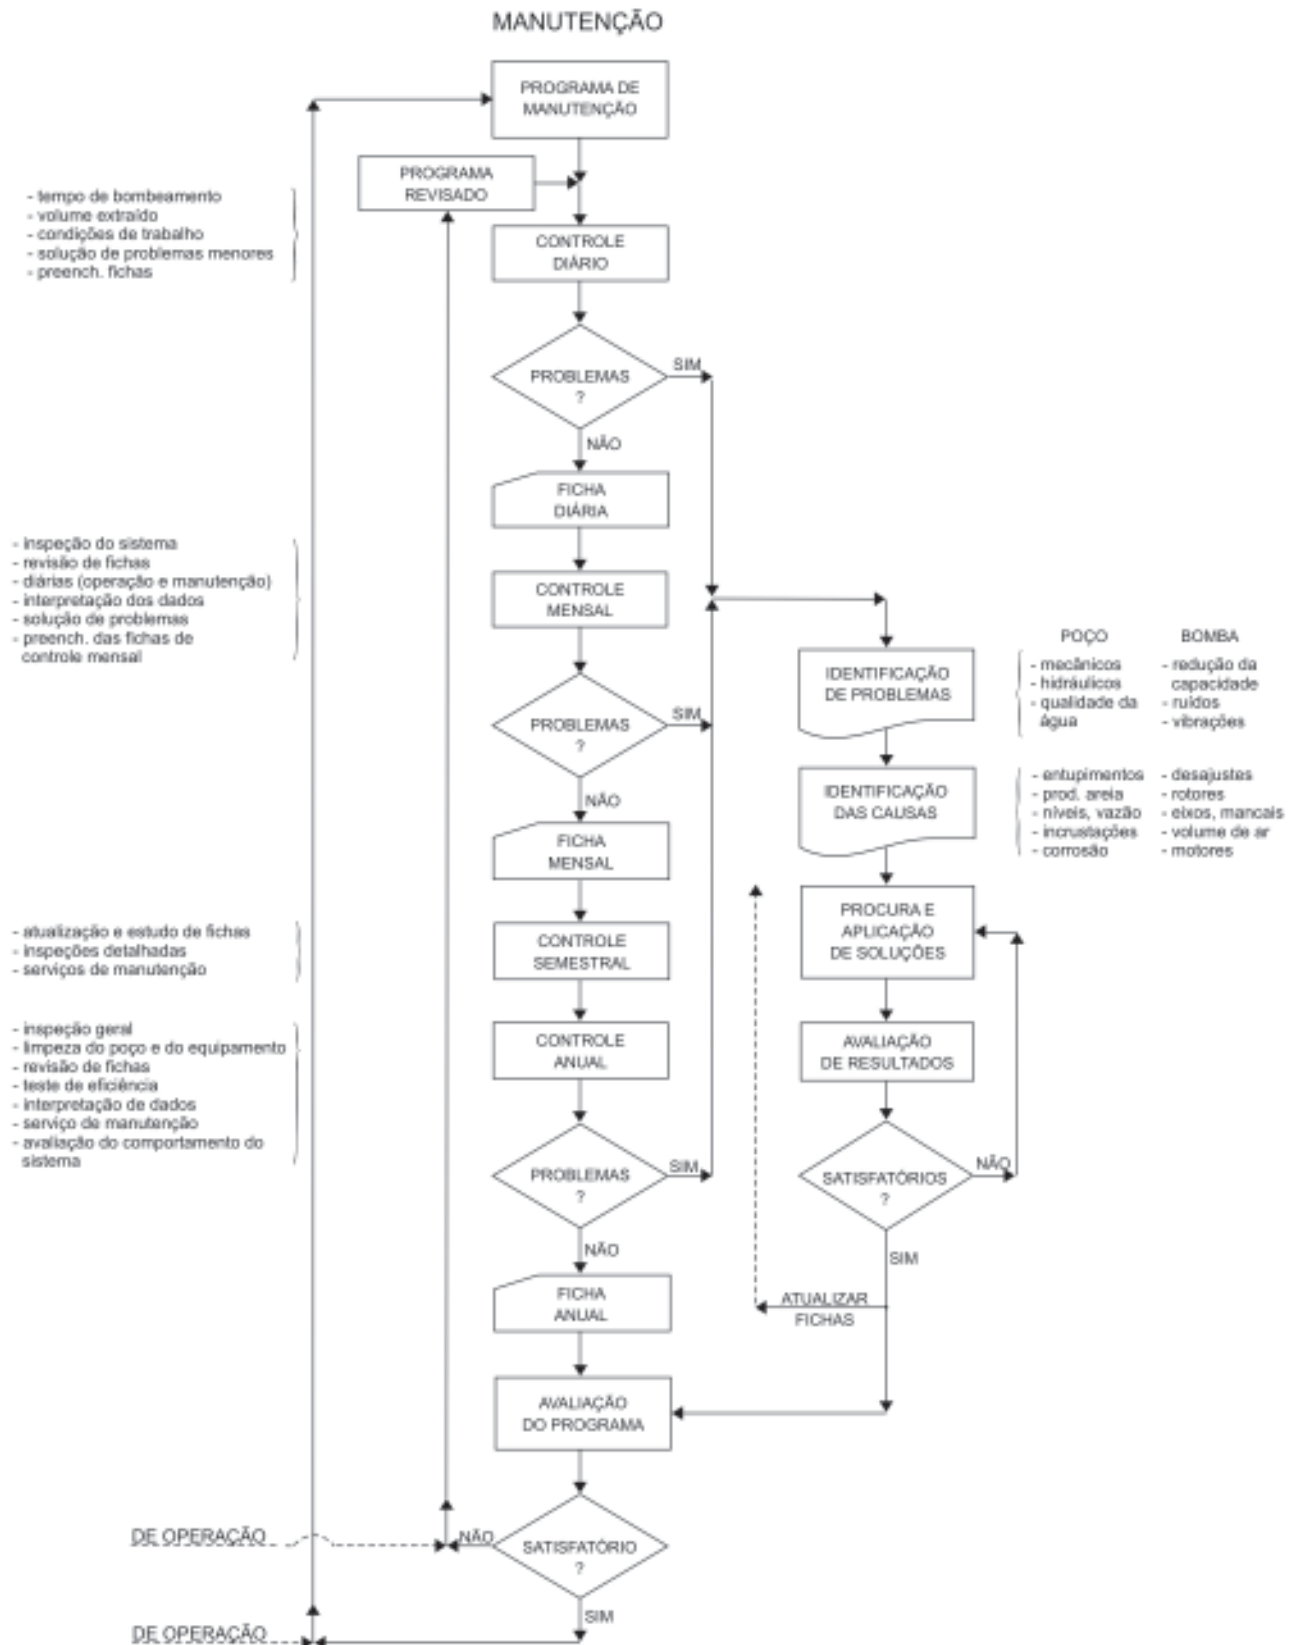 MANUTENÇÃO
PROGRAMA DE
MANUTENÇÃO
PROGRAMA
REVISADO
- tempo de bombeamento
- volume extraído
- condições de trabalho
- solução de problemas menores
- preench. fichas
CONTROLE
DIÁRIO
PROBLEMAS
?
SIM
NÃO
FICHA
DIÁRIA
- inspeção do sistema
- revisão de fichas
- diárias (operação e manutenção)
- interpretação dos dados
- solução de problemas
- preench. das fichas de
controle mensal
CONTROLE
MENSAL
PROBLEMAS
?
SIM
NÃO
FICHA
MENSAL
- atualização e estudo de fichas
- inspeções detalhadas
- serviços de manutenção
CONTROLE
SEMESTRAL
- inspeção geral
- limpeza do poço e do equipamento
- revisão de fichas
- teste de eficiência
- interpretação de dados
- serviço de manutenção
- avaliação do comportamento do
sistema
CONTROLE
ANUAL
PROBLEMAS
?
SIM
NÃO
FICHA
ANUAL
AVALIAÇÃO
DO PROGRAMA
SATISFATÓRIO
?
NÃO
SIM
DE OPERAÇÃO
DE OPERAÇÃO
IDENTIFICAÇÃO
DE PROBLEMAS
POÇO
- mecânicos
- hidráulicos
- qualidade da
água
BOMBA
- redução da
capacidade
- ruídos
- vibrações
IDENTIFICAÇÃO
DAS CAUSAS
- entupimentos
- prod. areia
- níveis, vazão
- incrustações
- corrosão
- desajustes
- rotores
- eixos, mancais
- volume de ar
- motores
PROCURA E
APLICAÇÃO
DE SOLUÇÕES
AVALIAÇÃO
DE RESULTADOS
SATISFATÓRIOS
?
NÃO
SIM
ATUALIZAR
FICHAS